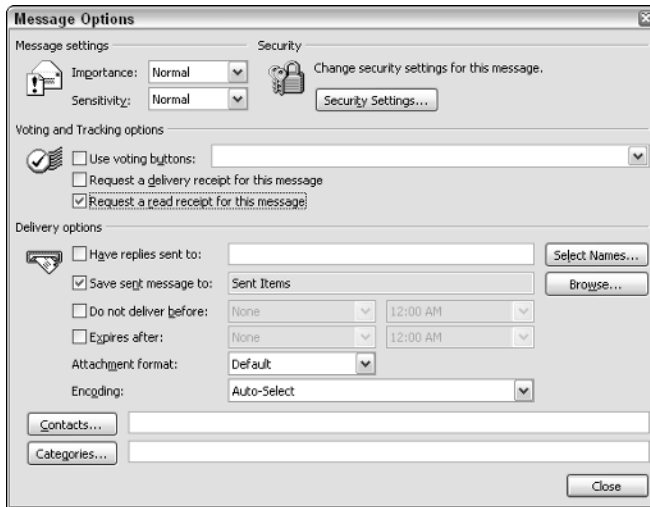 Message Options
Message settings
Security
Importance: Normal
Change security settings for this message.
Sensitivity: Normal
Security Settings...
Voting and Tracking options
Use voting buttons:
Request a delivery receipt for this message
Request a read receipt for this message
Delivery options
Have replies sent to:
Select Names...
Save sent message to: Sent Items
Browse...
Do not deliver before: None 12:00 AM
Expires after: None 12:00 AM
Attachment format: Default
Encoding: Auto-Select
Contacts...
Categories...
Close